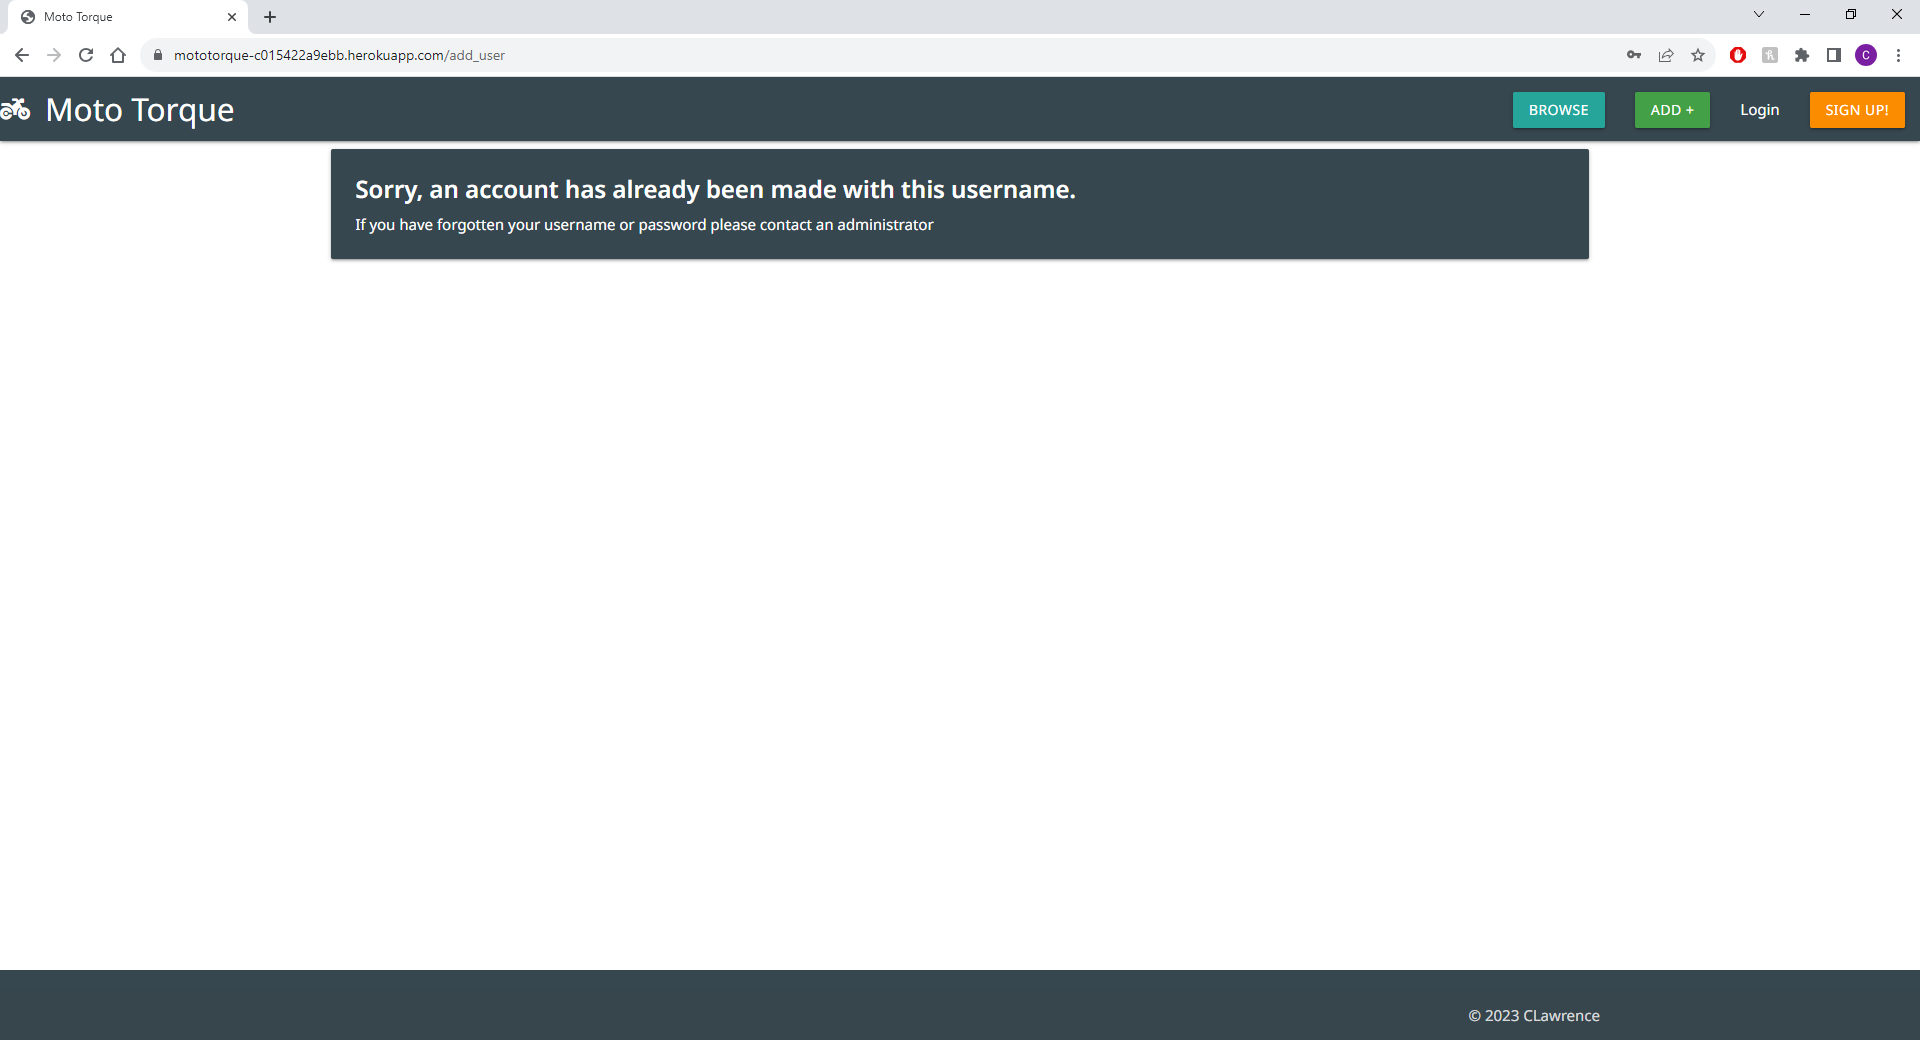 Moto Torque
mototorque-c015422a9ebb.herokuapp.com/add_user
C
Moto Torque
BROWSE
ADD +
Login
SIGN UP!
Sorry, an account has already been made with this username.
If you have forgotten your username or password please contact an administrator
© 2023 CLawrence